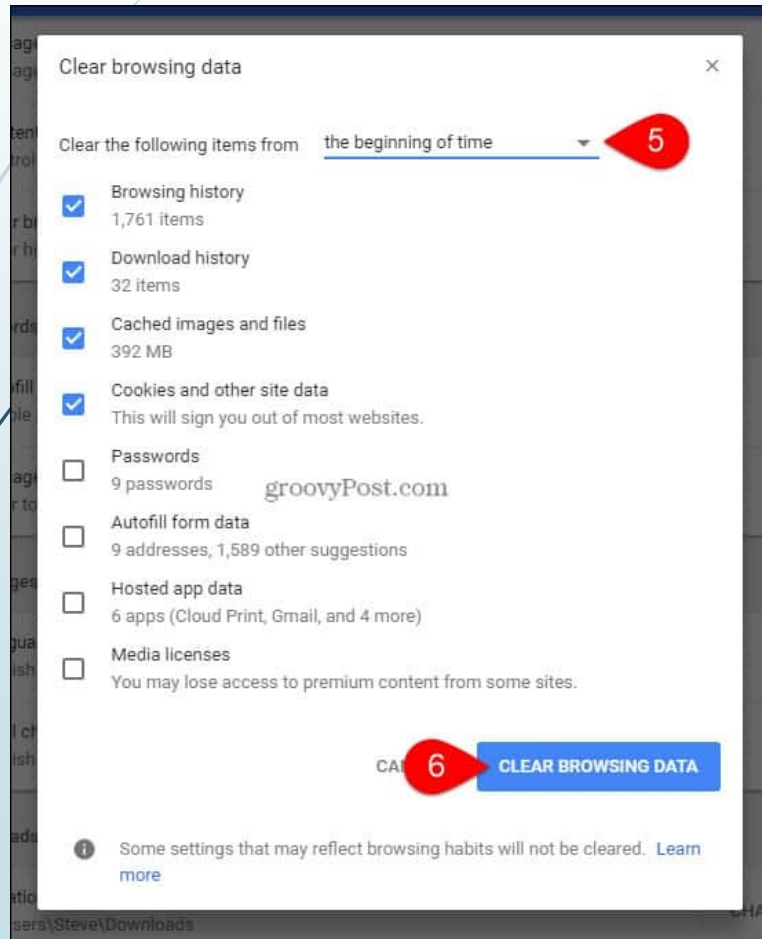 Clear browsing data
Clear the following items from the beginning of time 5
Browsing history
1,761 items
Download history
32 items
Cached images and files
392 MB
Cookies and other site data
This will sign you out of most websites.
Passwords
9 passwords
groovyPost.com
Autofill form data
9 addresses, 1,589 other suggestions
Hosted app data
6 apps (Cloud Print, Gmail, and 4 more)
Media licenses
You may lose access to premium content from some sites.
6 CLEAR BROWSING DATA
Some settings that may reflect browsing habits will not be cleared. Learn
more
sers\Steve\Downloads